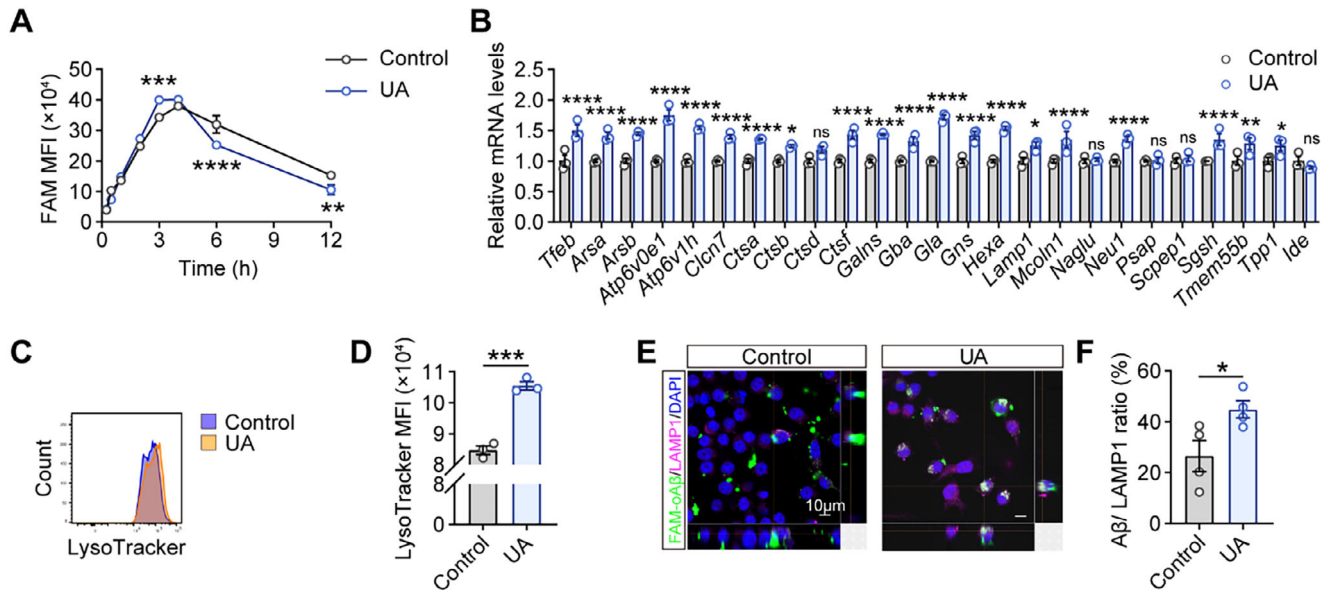 A
FAM MFI (×10⁴)
50
40
30
20
10
0
0
3
6
9
12
Time (h)
***
****
**
Control
UA
B
Relative mRNA levels
2.5
2.0
1.5
1.0
0.5
0.0
Control
UA
**** **** **** **** **** **** **** * ns **** **** **** **** **** **** * **** ns **** ns ns **** ** * ns
Tfeb
Arsa
Arsb
Atp6v0e1
Atp6v1h
Clcn7
Ctsa
Ctsb
Ctsd
Ctsf
Galns
Gba
Gla
Gns
Hexa
Lamp1
Mcoln1
Naglu
Neu1
Psap
Scpep1
Sgsh
Tmem55b
Tpp1
Ide
C
Count
LysoTracker
Control
UA
D
LysoTracker MFI (×10⁴)
11
10
9
8
8
0
***
Control
UA
E
Control
UA
FAM-oAβ/LAMP1/DAPI
10μm
F
Aβ/ LAMP1 ratio (%)
60
40
20
0
*
Control
UA